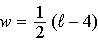 w = 1/2 (ℓ − 4)